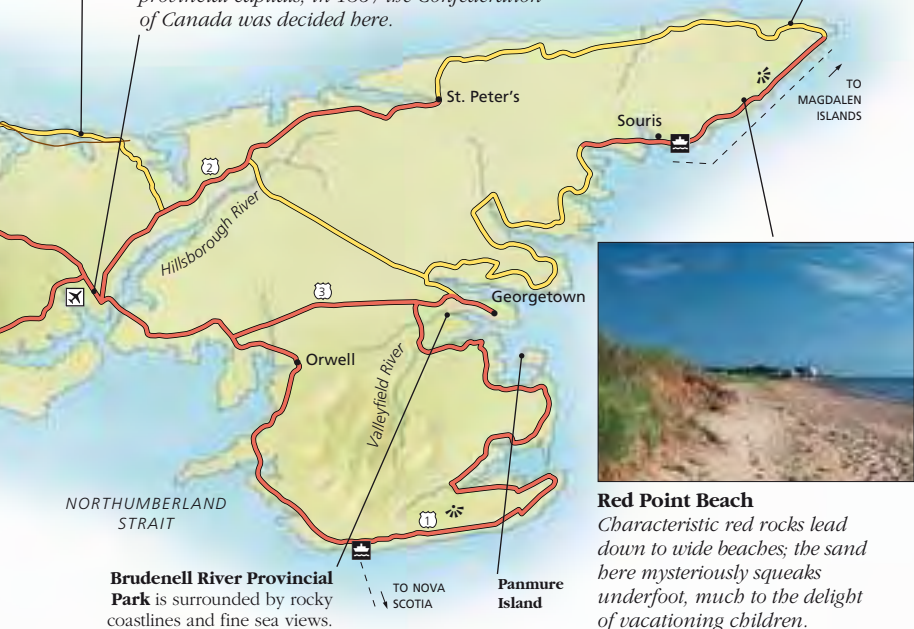 provincial capitals; in 1867 the Confederation
of Canada was decided here.
TO
MAGDALEN
ISLANDS
St. Peter's
Souris
2
Hillsborough River
3
Georgetown
Orwell
Valleyfield River
NORTHUMBERLAND
STRAIT
1
Red Point Beach
Characteristic red rocks lead
down to wide beaches; the sand
here mysteriously squeaks
underfoot, much to the delight
of vacationing children.
Brudenell River Provincial
Park is surrounded by rocky
coastlines and fine sea views.
TO NOVA
SCOTIA
Panmure
Island